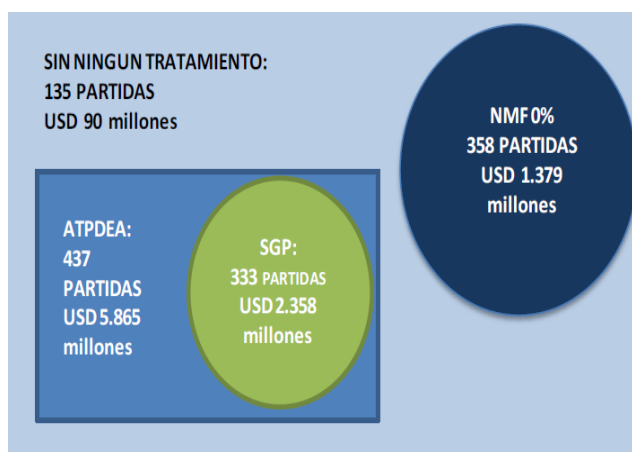 SIN NINGUN TRATAMIENTO:
135 PARTIDAS
USD 90 millones
NMF 0%
358 PARTIDAS
USD 1.379
millones
ATPDEA:
437
PARTIDAS
USD 5.865
millones
SGP:
333 PARTIDAS
USD 2.358
millones